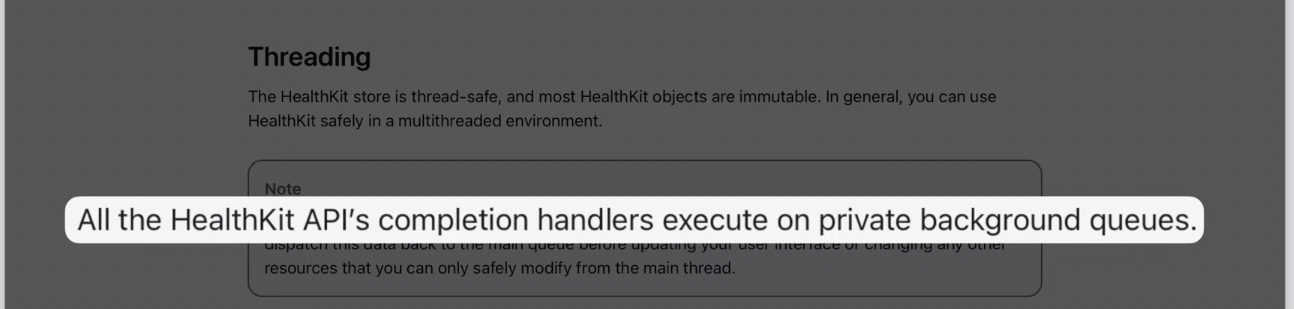 Threading
The HealthKit store is thread-safe, and most HealthKit objects are immutable. In general, you can use
HealthKit safely in a multithreaded environment.
Note
All the HealthKit API’s completion handlers execute on private background queues.
dispatch this data back to the main queue before updating your user interface or changing any other
resources that you can only safely modify from the main thread.